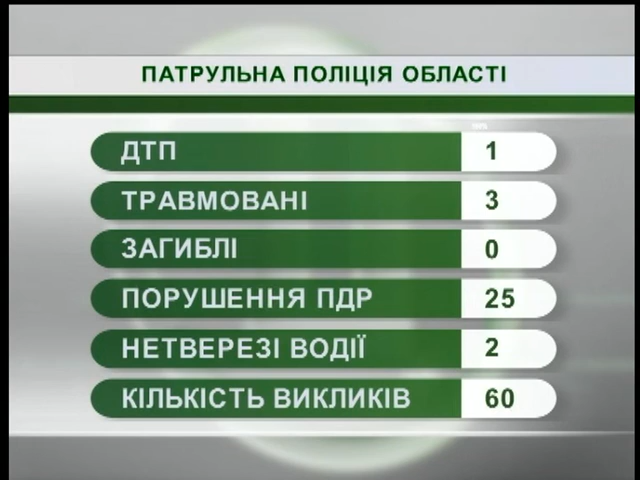 ПАТРУЛЬНА ПОЛІЦІЯ ОБЛАСТІ
ДТП 1
ТРАВМОВАНІ 3
ЗАГИБЛІ 0
ПОРУШЕННЯ ПДР 25
НЕТВЕРЕЗІ ВОДІЇ 2
КІЛЬКІСТЬ ВИКЛИКІВ 60